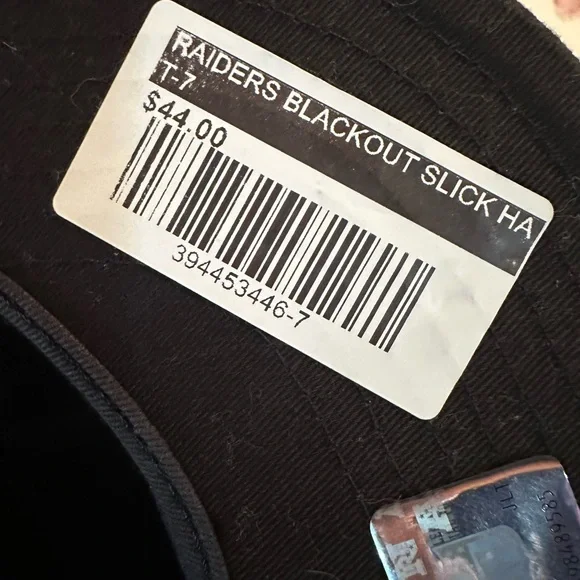 RAIDERS BLACKOUT SLICK HA
T-7
$44.00
394453446-7